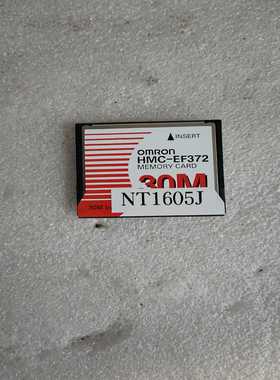 ▲INSERT
OMRON
HMC-EF372
MEMORY CARD
30M
NT1605J